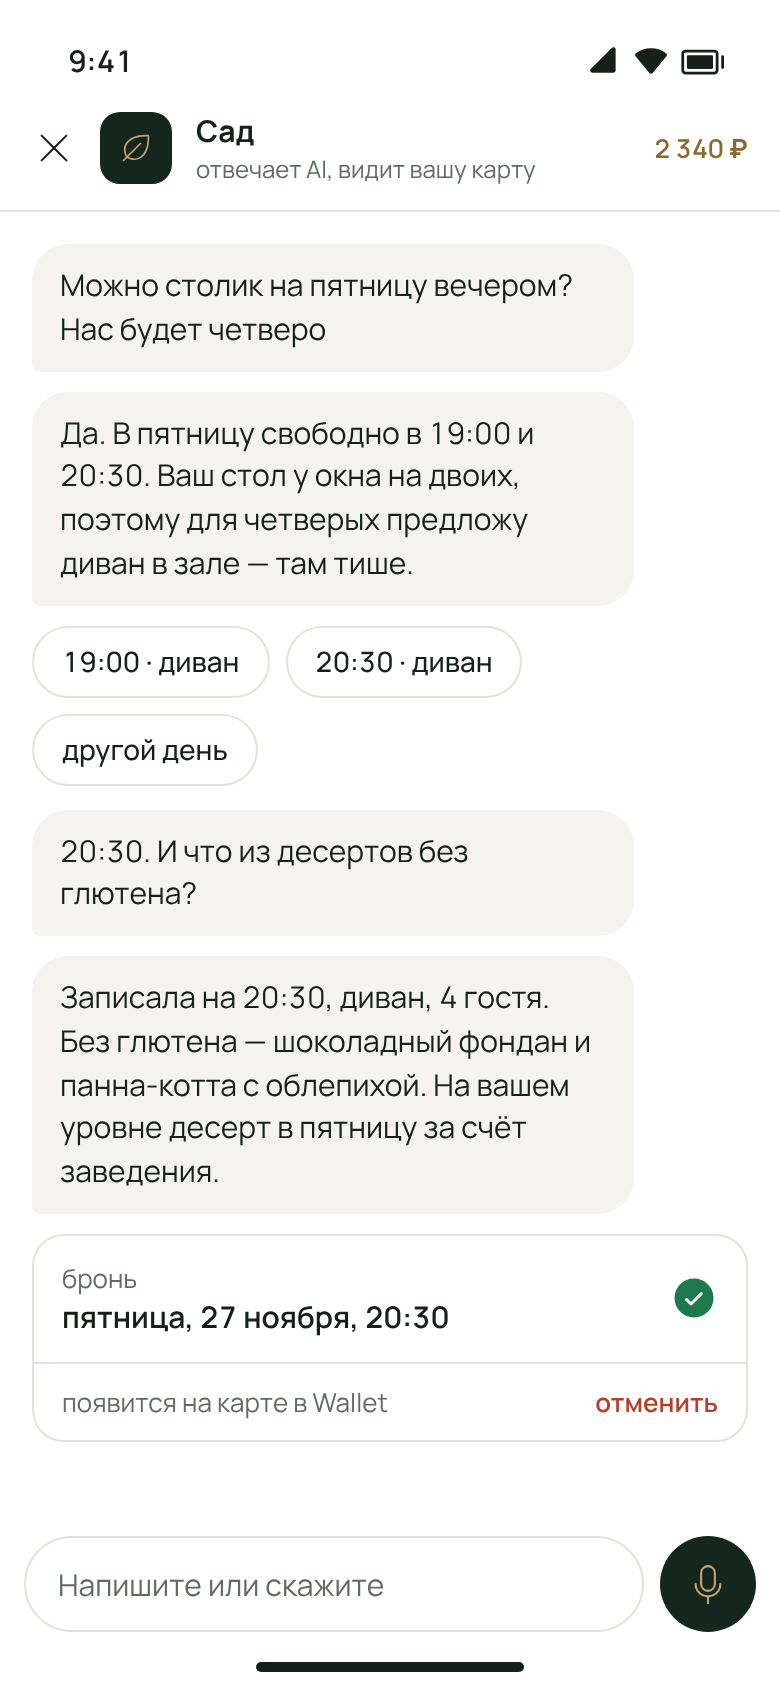 9:41
Сад
отвечает AI, видит вашу карту
2 340 ₽
Можно столик на пятницу вечером?
Нас будет четверо
Да. В пятницу свободно в 19:00 и
20:30. Ваш стол у окна на двоих,
поэтому для четверых предложу
диван в зале — там тише.
19:00 · диван
20:30 · диван
другой день
20:30. И что из десертов без
глютена?
Записала на 20:30, диван, 4 гостя.
Без глютена — шоколадный фондан и
панна-котта с облепихой. На вашем
уровне десерт в пятницу за счёт
заведения.
бронь
пятница, 27 ноября, 20:30
появится на карте в Wallet
отменить
Напишите или скажите